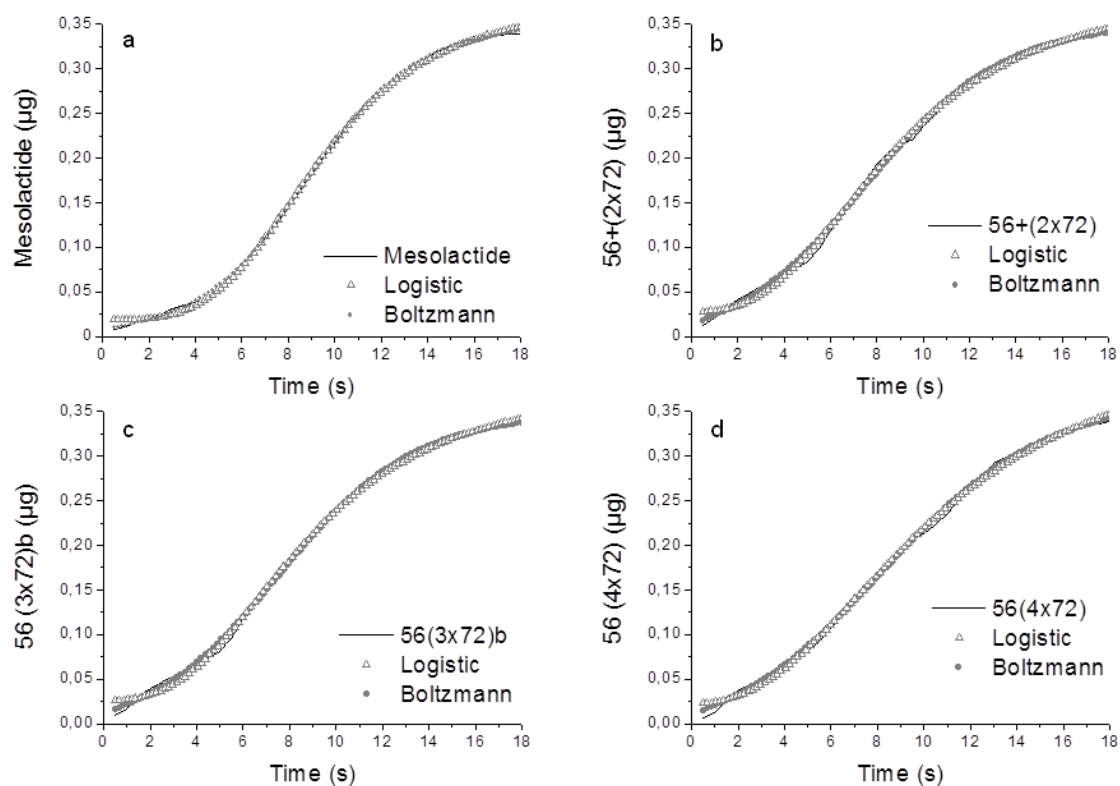 a
Mesolactide (µg)
0,35
0,30
0,25
0,20
0,15
0,10
0,05
0
Mesolactide
Logistic
Boltzmann
0 2 4 6 8 10 12 14 16 18
Time (s)
b
56+(2x72) (µg)
0,35
0,30
0,25
0,20
0,15
0,10
0,05
0
56+(2x72)
Logistic
Boltzmann
0 2 4 6 8 10 12 14 16 18
Time (s)
c
56 (3x72)b (µg)
0,35
0,30
0,25
0,20
0,15
0,10
0,05
0,00
56(3x72)b
Logistic
Boltzmann
0 2 4 6 8 10 12 14 16 18
Time (s)
d
56 (4x72) (µg)
0,35
0,30
0,25
0,20
0,15
0,10
0,05
0,00
56(4x72)
Logistic
Boltzmann
0 2 4 6 8 10 12 14 16 18
Time (s)